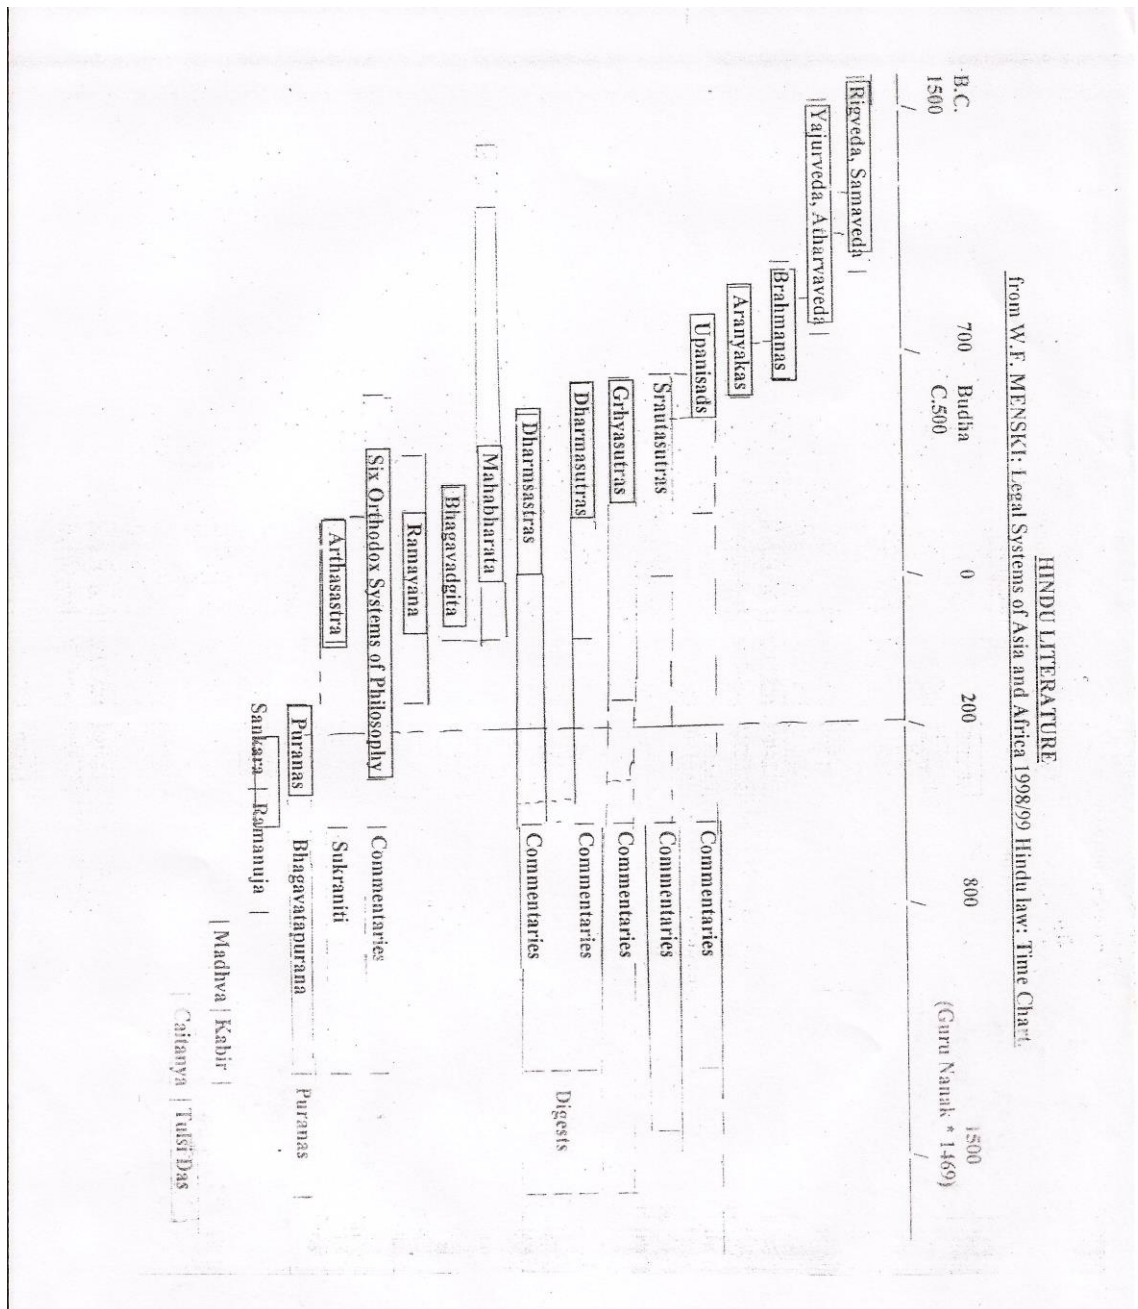 HINDU LITERATURE
from W.F. MENSKI: Legal Systems of Asia and Africa 1998/99 Hindu law: Time Chart.
B.C.
1500
700
Budha
C.500
0
200
800
1500
(Guru Nanak * 1469)
Rigveda, Samaveda
Yajurveda, Atharvaveda
Brahmanas
Aranyakas
Upanisads
Commentaries
Srautasutras
Commentaries
Grhyasutras
Commentaries
Dharmasutras
Commentaries
Digests
Dharmsastras
Commentaries
Mahabharata
Bhagavadgita
Ramayana
Six Orthodox Systems of Philosophy
Commentaries
Arthasastra
Sukraniti
Puranas
Bhagavatapurana
Puranas
Sankara | Ramanuja |
| Madhva | Kabir |
| Caitanya | Tulsi Das